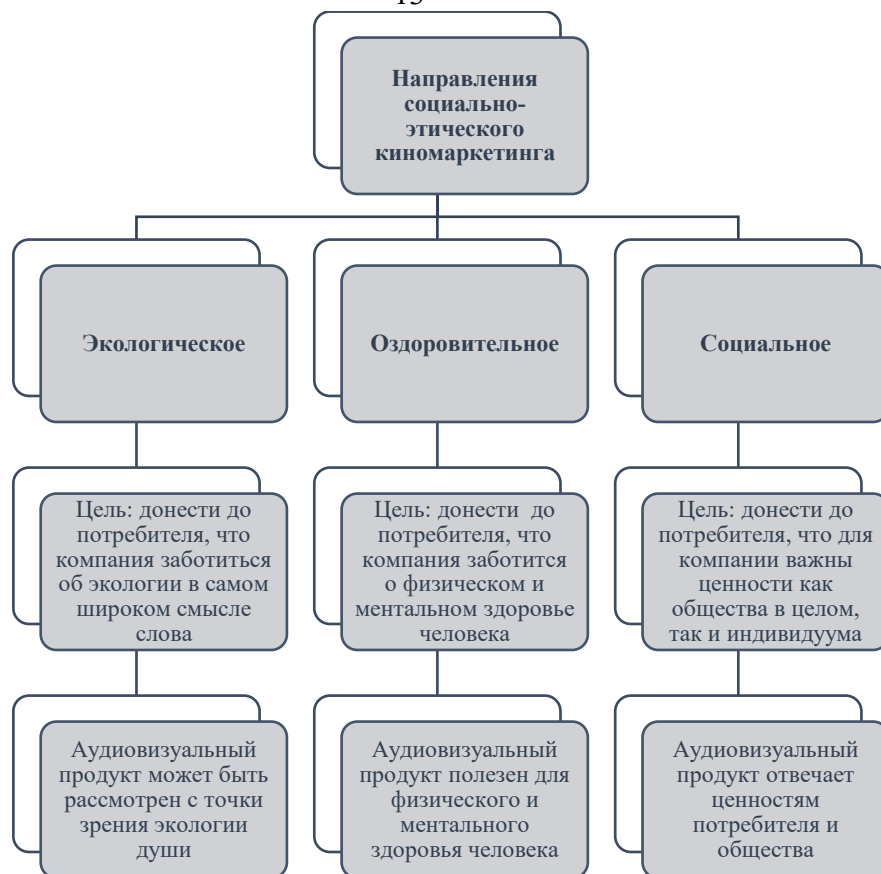 Направления
социально-
этического
киномаркетинга
Экологическое
Оздоровительное
Социальное
Цель: донести до
потребителя, что
компания заботиться
об экологии в самом
широком смысле
слова
Цель: донести до
потребителя, что
компания заботится
о физическом и
ментальном здоровье
человека
Цель: донести до
потребителя, что для
компании важны
ценности как
общества в целом,
так и индивидуума
Аудиовизуальный
продукт может быть
рассмотрен с точки
зрения экологии
души
Аудиовизуальный
продукт полезен для
физического и
ментального
здоровья человека
Аудиовизуальный
продукт отвечает
ценностям
потребителя и
общества